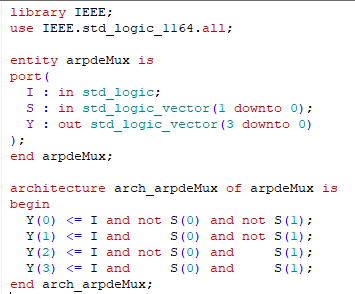 library IEEE;
use IEEE.std_logic_1164.all;

entity arpdeMux is
port(
  I : in std_logic;
  S : in std_logic_vector(1 downto 0);
  Y : out std_logic_vector(3 downto 0)
);
end arpdeMux;

architecture arch_arpdeMux of arpdeMux is
begin
  Y(0) <= I and not S(0) and not S(1);
  Y(1) <= I and     S(0) and not S(1);
  Y(2) <= I and not S(0) and     S(1);
  Y(3) <= I and     S(0) and     S(1);
end arch_arpdeMux;